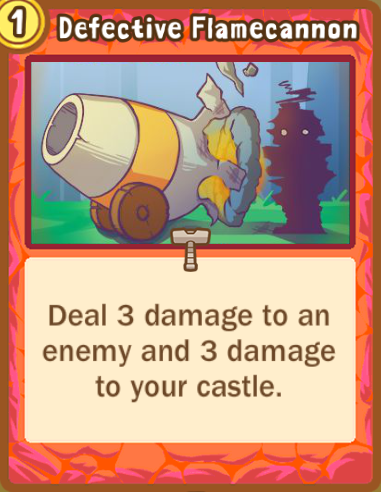 1
Defective Flamecannon
Deal 3 damage to an
enemy and 3 damage
to your castle.